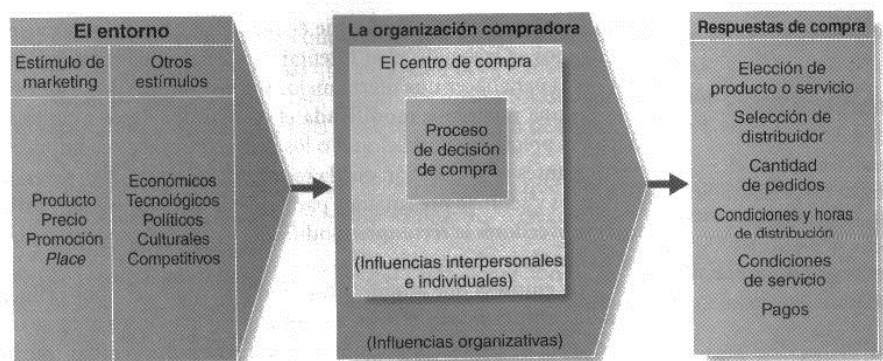 El entorno
Estímulo de
marketing
Otros
estímulos
Producto
Precio
Promoción
Place
Económicos
Tecnológicos
Políticos
Culturales
Competitivos
La organización compradora
El centro de compra
Proceso
de decisión
de compra
(Influencias interpersonales
e individuales)
(Influencias organizativas)
Respuestas de compra
Elección de
producto o servicio
Selección de
distribuidor
Cantidad
de pedidos
Condiciones y horas
de distribución
Condiciones
de servicio
Pagos